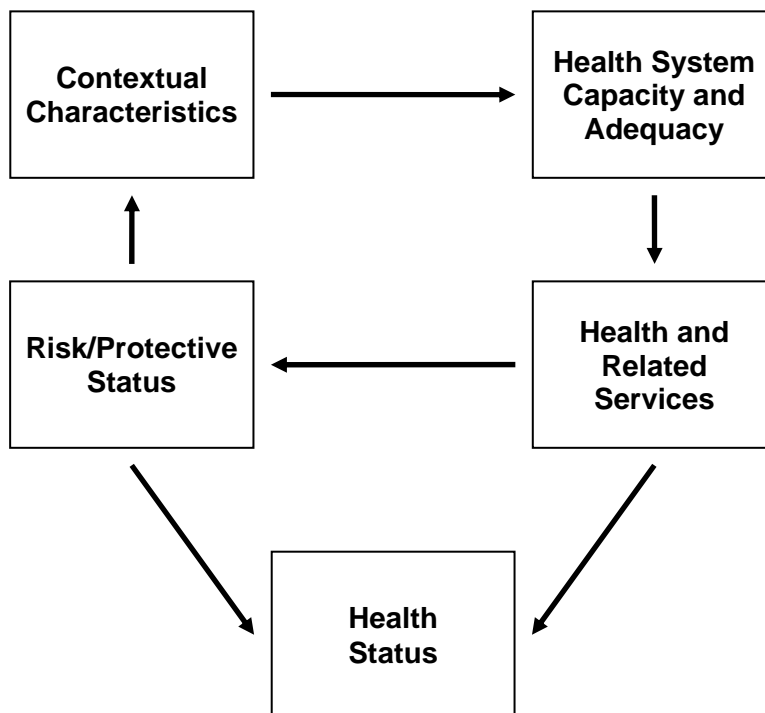 Contextual
Characteristics
Health System
Capacity and
Adequacy
Risk/Protective
Status
Health and
Related
Services
Health
Status